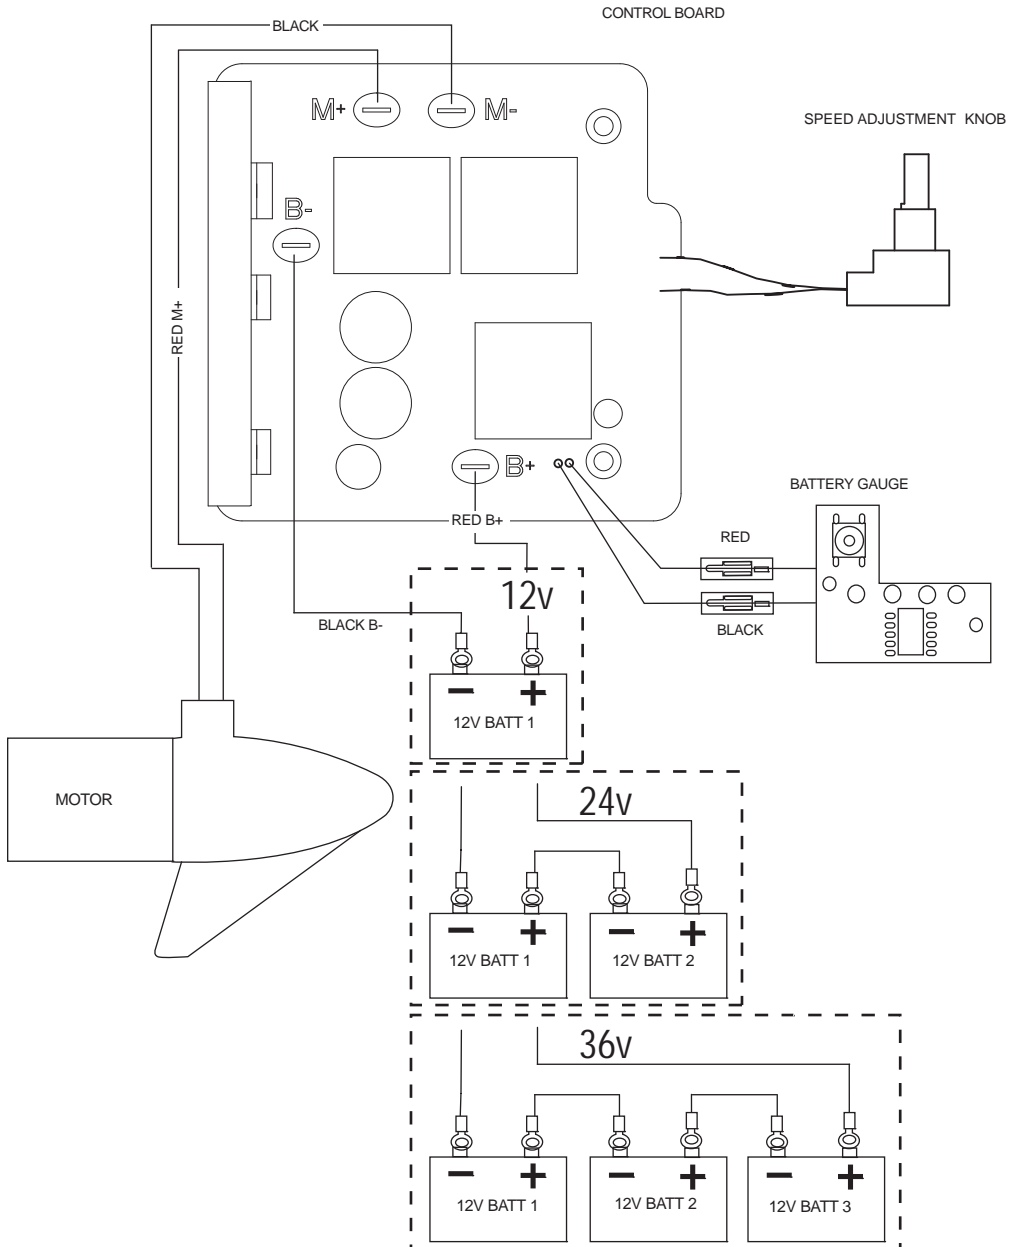 CONTROL BOARD
BLACK
M+
M-
SPEED ADJUSTMENT KNOB
B-
RED M+
B+
BATTERY GAUGE
RED B+
RED
12v
BLACK B-
BLACK
− +
12V BATT 1
MOTOR
24v
− + − +
12V BATT 1 12V BATT 2
36v
− + − + − +
12V BATT 1 12V BATT 2 12V BATT 3